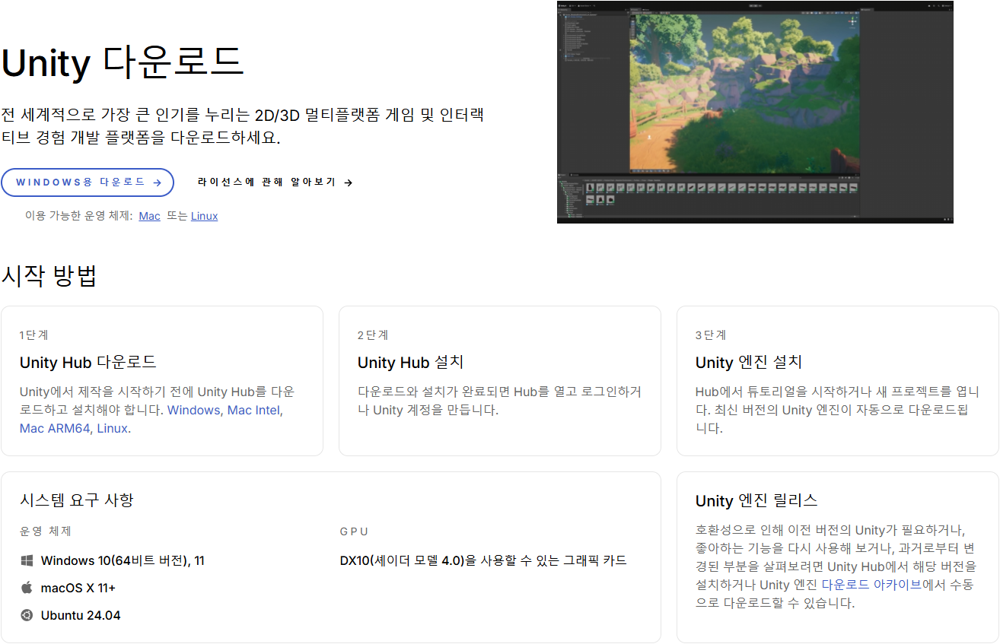 Unity 다운로드
전 세계적으로 가장 큰 인기를 누리는 2D/3D 멀티플랫폼 게임 및 인터랙
티브 경험 개발 플랫폼을 다운로드하세요.
WINDOWS용 다운로드 →
라이선스에 관해 알아보기 →
이용 가능한 운영 체제: Mac 또는 Linux
시작 방법
1단계
Unity Hub 다운로드
Unity에서 제작을 시작하기 전에 Unity Hub를 다운
로드하고 설치해야 합니다. Windows, Mac Intel,
Mac ARM64, Linux.
2단계
Unity Hub 설치
다운로드와 설치가 완료되면 Hub를 열고 로그인하거
나 Unity 계정을 만듭니다.
3단계
Unity 엔진 설치
Hub에서 튜토리얼을 시작하거나 새 프로젝트를 엽니
다. 최신 버전의 Unity 엔진이 자동으로 다운로드됩
니다.
시스템 요구 사항
운영 체제
Windows 10(64비트 버전), 11
macOS X 11+
Ubuntu 24.04
GPU
DX10(셰이더 모델 4.0)을 사용할 수 있는 그래픽 카드
Unity 엔진 릴리스
호환성으로 인해 이전 버전의 Unity가 필요하거나,
좋아하는 기능을 다시 사용해 보거나, 과거로부터 변
경된 부분을 살펴보려면 Unity Hub에서 해당 버전을
설치하거나 Unity 엔진 다운로드 아카이브에서 수동
으로 다운로드할 수 있습니다.